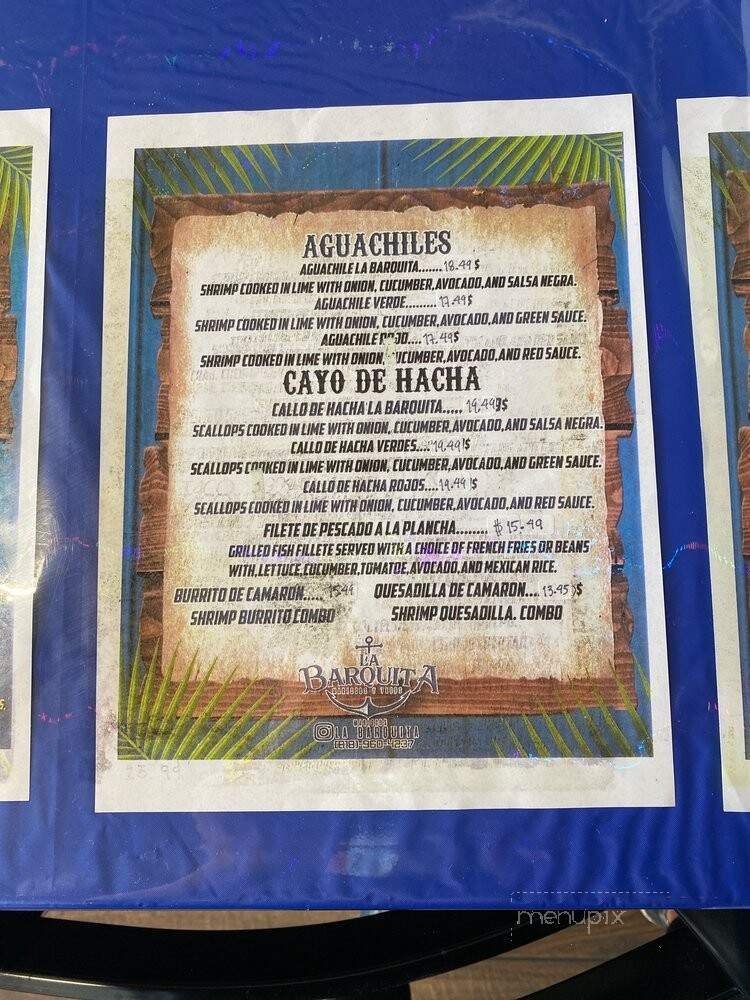 AGUACHILES
AGUACHILE LA BARQUITA.......18.49$
SHRIMP COOKED IN LIME WITH ONION, CUCUMBER,AVOCADO,AND SALSA NEGRA.
AGUACHILE VERDE.........17.49$
SHRIMP COOKED IN LIME WITH ONION, CUCUMBER,AVOCADO,AND GREEN SAUCE.
AGUACHILE ....17.49$
SHRIMP COOKED IN LIME WITH ONION, CUCUMBER,AVOCADO,AND RED SAUCE.
CAYO DE HACHA
CALLO DE HACHA LA BARQUITA..... 19.49$
SCALLOPS COOKED IN LIME WITH ONION, CUCUMBER,AVOCADO,AND SALSA NEGRA.
CALLO DE HACHA VERDES....19.49$
SCALLOPS COOKED IN LIME WITH ONION, CUCUMBER,AVOCADO,AND GREEN SAUCE.
CALLO DE HACHA ROJOS....19.49$
SCALLOPS COOKED IN LIME WITH ONION, CUCUMBER,AVOCADO,AND RED SAUCE.
FILETE DE PESCADO A LA PLANCHA........ $15.49
GRILLED FISH FILLETE SERVED WITH A CHOICE OF FRENCH FRIES OR BEANS
WITH,LETTUCE,CUCUMBER,TOMATOE,AVOCADO,AND MEXICAN RICE.
BURRITO DE CAMARON..... QUESADILLA DE CAMARON....13.95$
SHRIMP BURRITO COMBO SHRIMP QUESADILLA. COMBO
LA
BARQUITA
MARISCOS
LA BARQUITA
(818)-960-4237
menupix